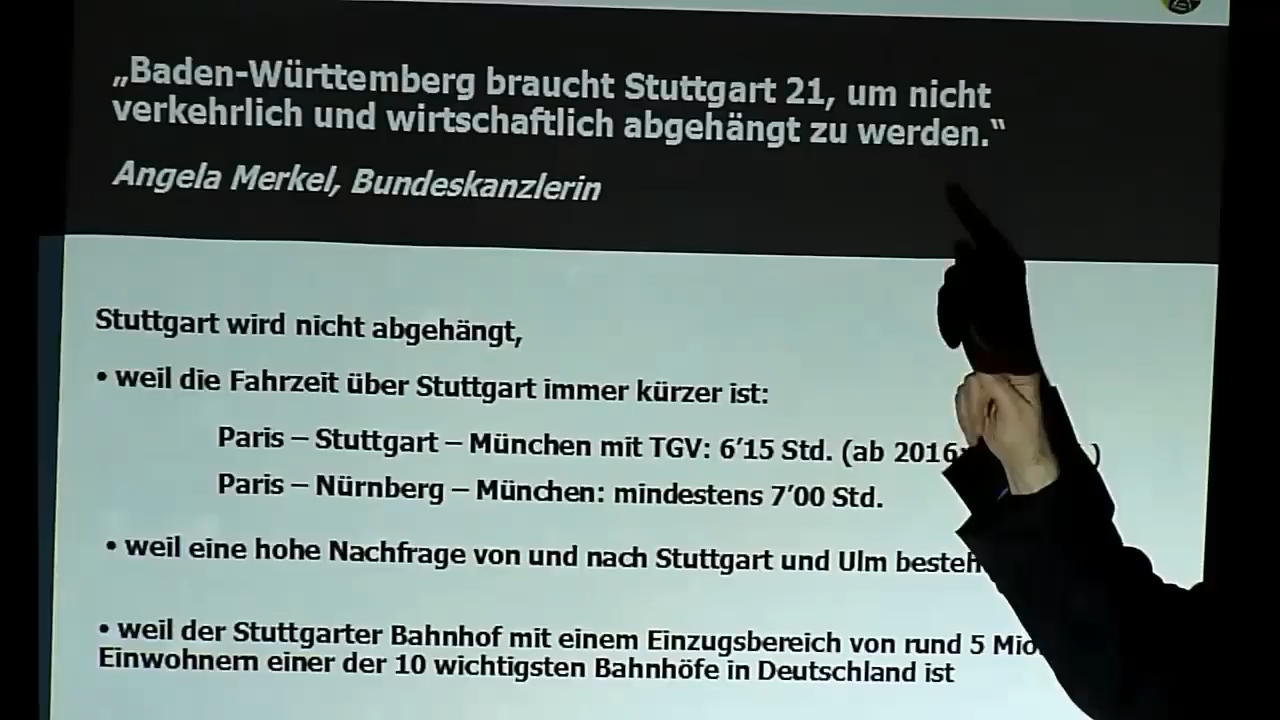 „Baden-Württemberg braucht Stuttgart 21, um nicht
verkehrlich und wirtschaftlich abgehängt zu werden.“
Angela Merkel, Bundeskanzlerin
Stuttgart wird nicht abgehängt,
• weil die Fahrzeit über Stuttgart immer kürzer ist:
Paris – Stuttgart – München mit TGV: 6’15 Std. (ab 2016 )
Paris – Nürnberg – München: mindestens 7’00 Std.
• weil eine hohe Nachfrage von und nach Stuttgart und Ulm
• weil der Stuttgarter Bahnhof mit einem Einzugsbereich von rund 5 Mio.
Einwohnern einer der 10 wichtigsten Bahnhöfe in Deutschland ist